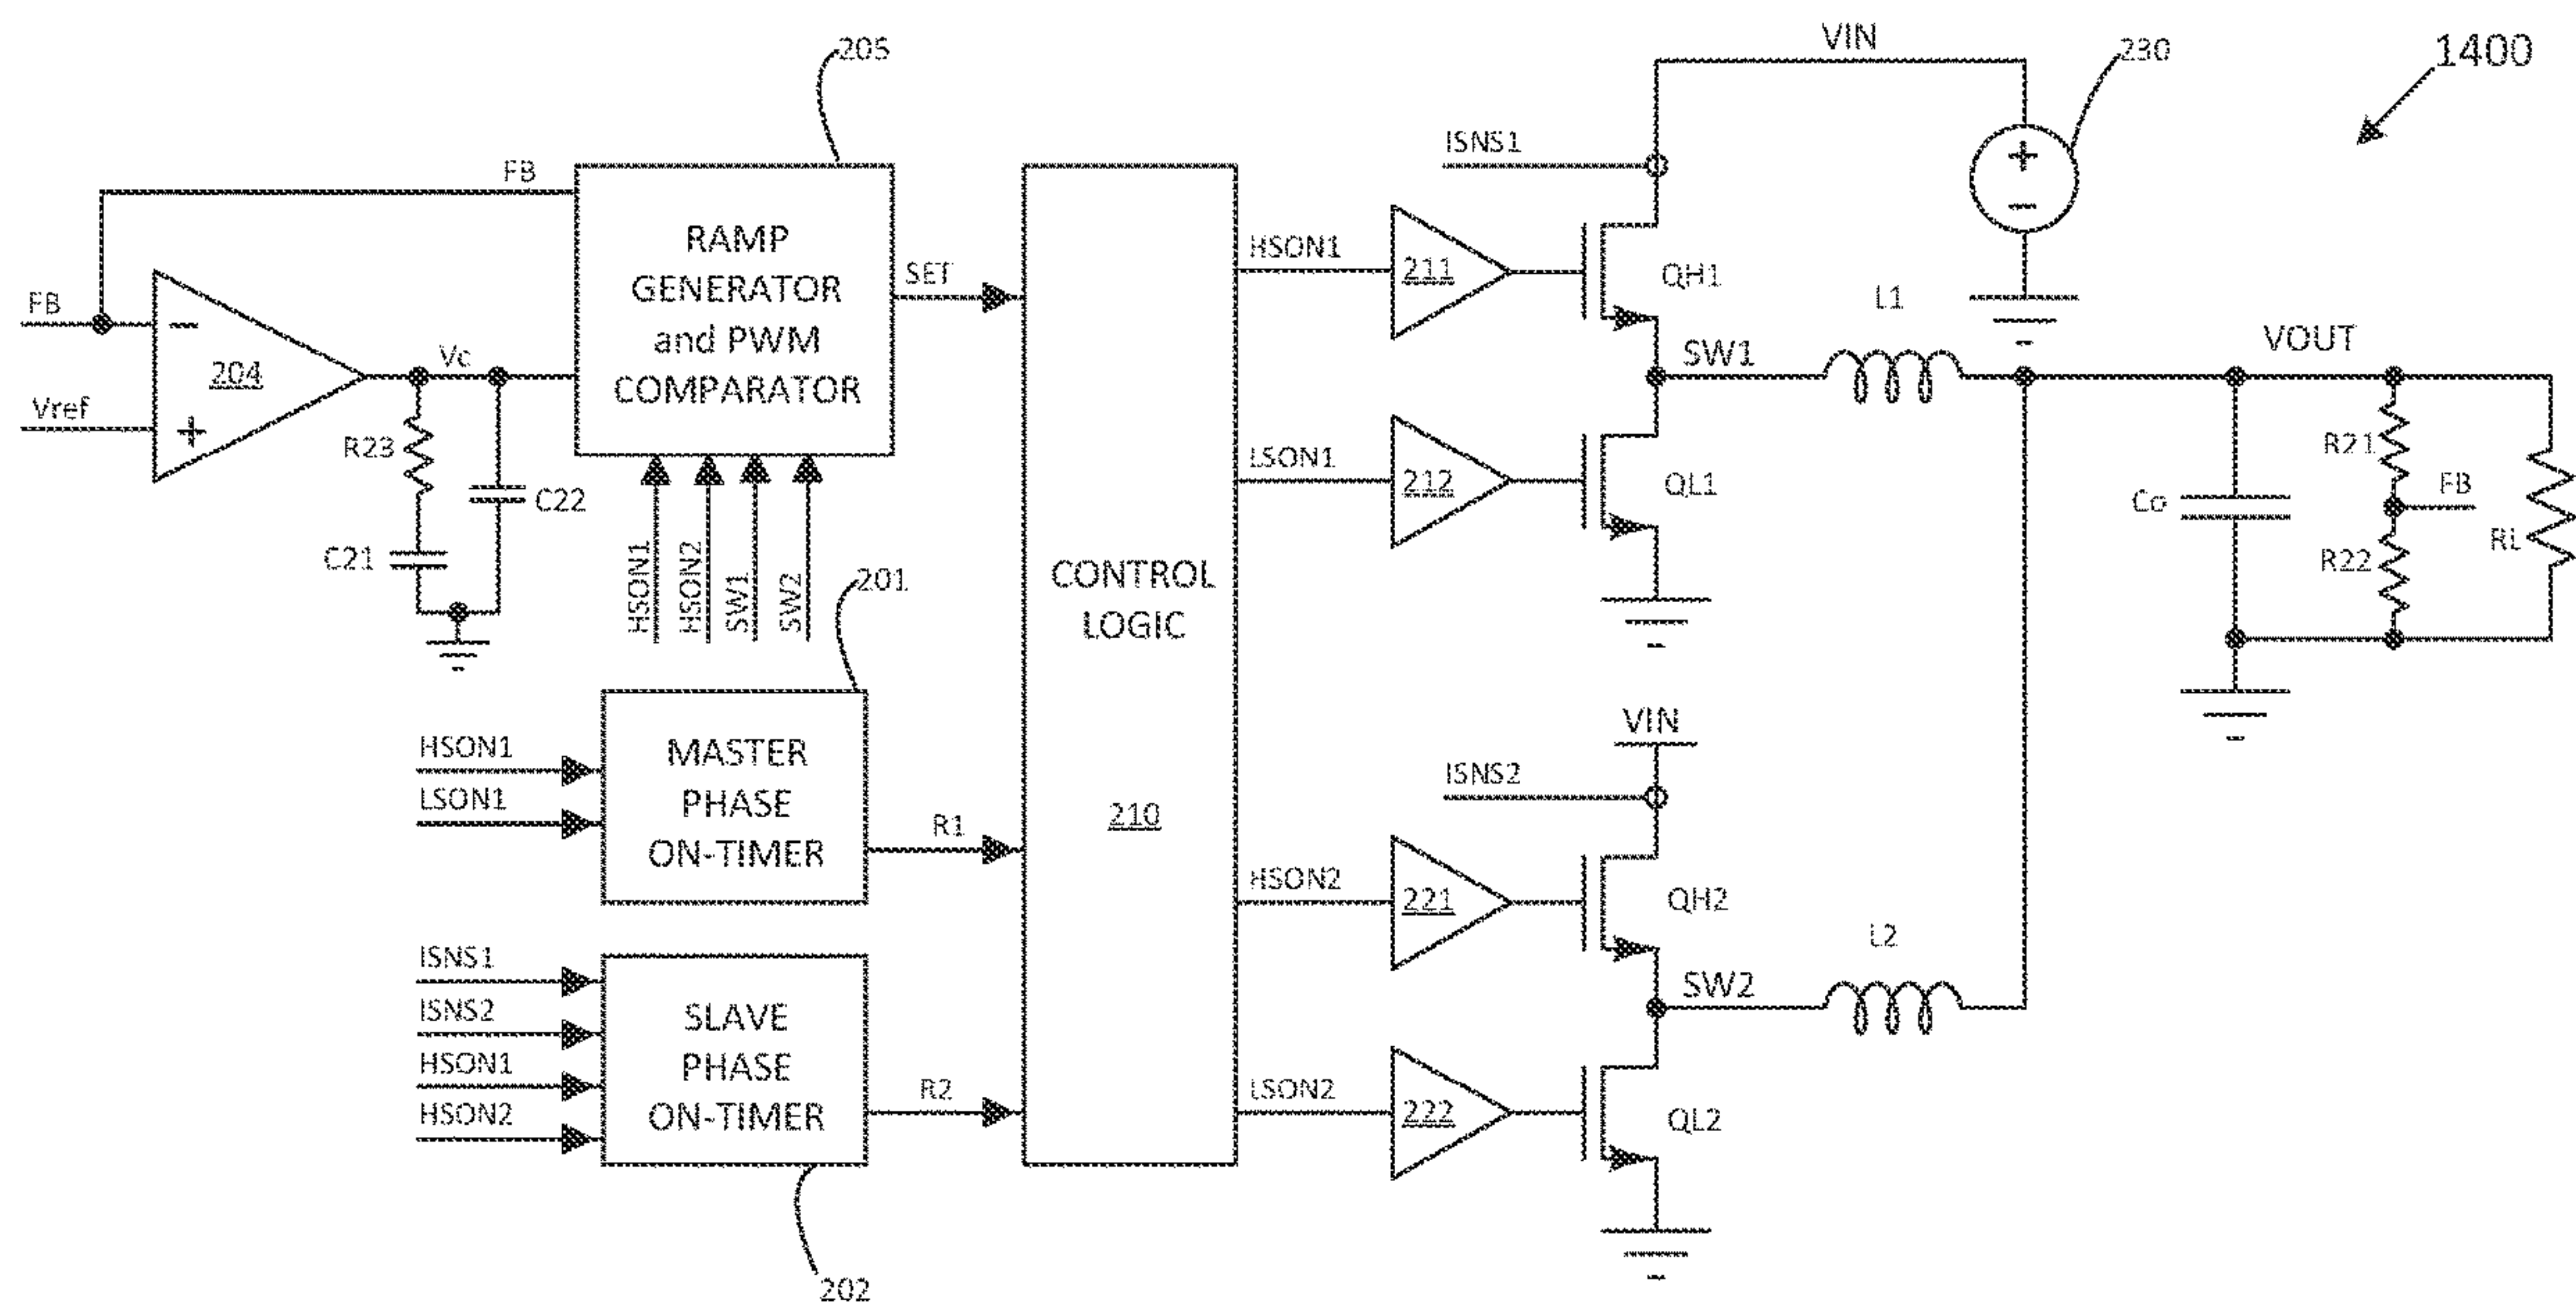 205
VIN
230
1400
FB
ISNS1
RAMP
GENERATOR
and PWM
COMPARATOR
SET
HSON1
211
QH1
L1
FB
−
204
Vref
+
Vc
R23
C22
C21
+
−
SW1
VOUT
LSON1
212
QL1
Co
R21
FB
R22
RL
HSON1
HSON2
SW1
SW2
201
CONTROL
LOGIC
210
HSON1
LSON1
MASTER
PHASE
ON-TIMER
R1
VIN
ISNS2
HSON2
221
QH2
L2
SW2
ISNS1
ISNS2
HSON1
HSON2
SLAVE
PHASE
ON-TIMER
R2
LSON2
222
QL2
202